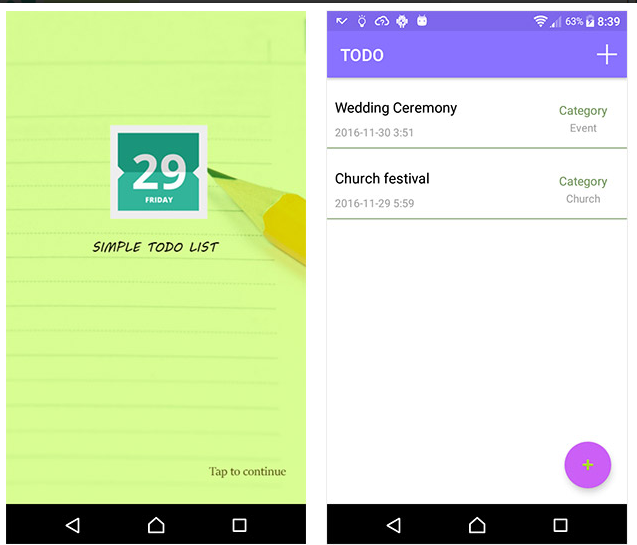 29
FRIDAY
SIMPLE TODO LIST
Tap to continue
63% 8:39
TODO
Wedding Ceremony
Category
2016-11-30 3:51
Event
Church festival
Category
2016-11-29 5:59
Church